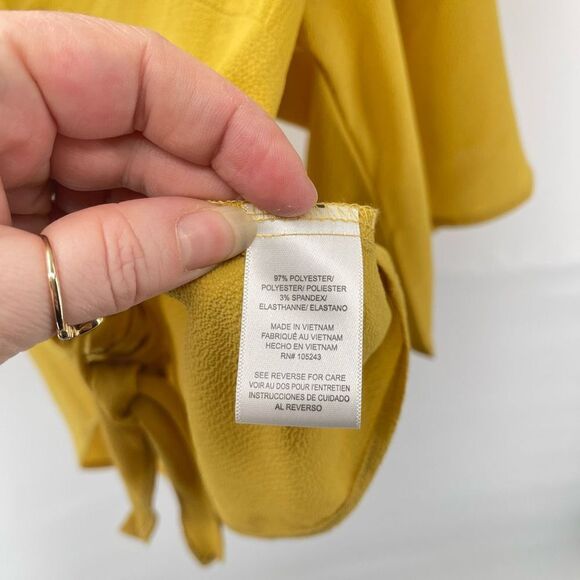 97% POLYESTER/
POLYESTER/ POLIESTER
3% SPANDEX/
ELASTHANNE/ ELASTANO
MADE IN VIETNAM
FABRIQUÉ AU VIETNAM
HECHO EN VIETNAM
RN# 105243
SEE REVERSE FOR CARE
VOIR AU DOS POUR l'ENTRETIEN
INSTRUCCIONES DE CUIDADO
AL REVERSO